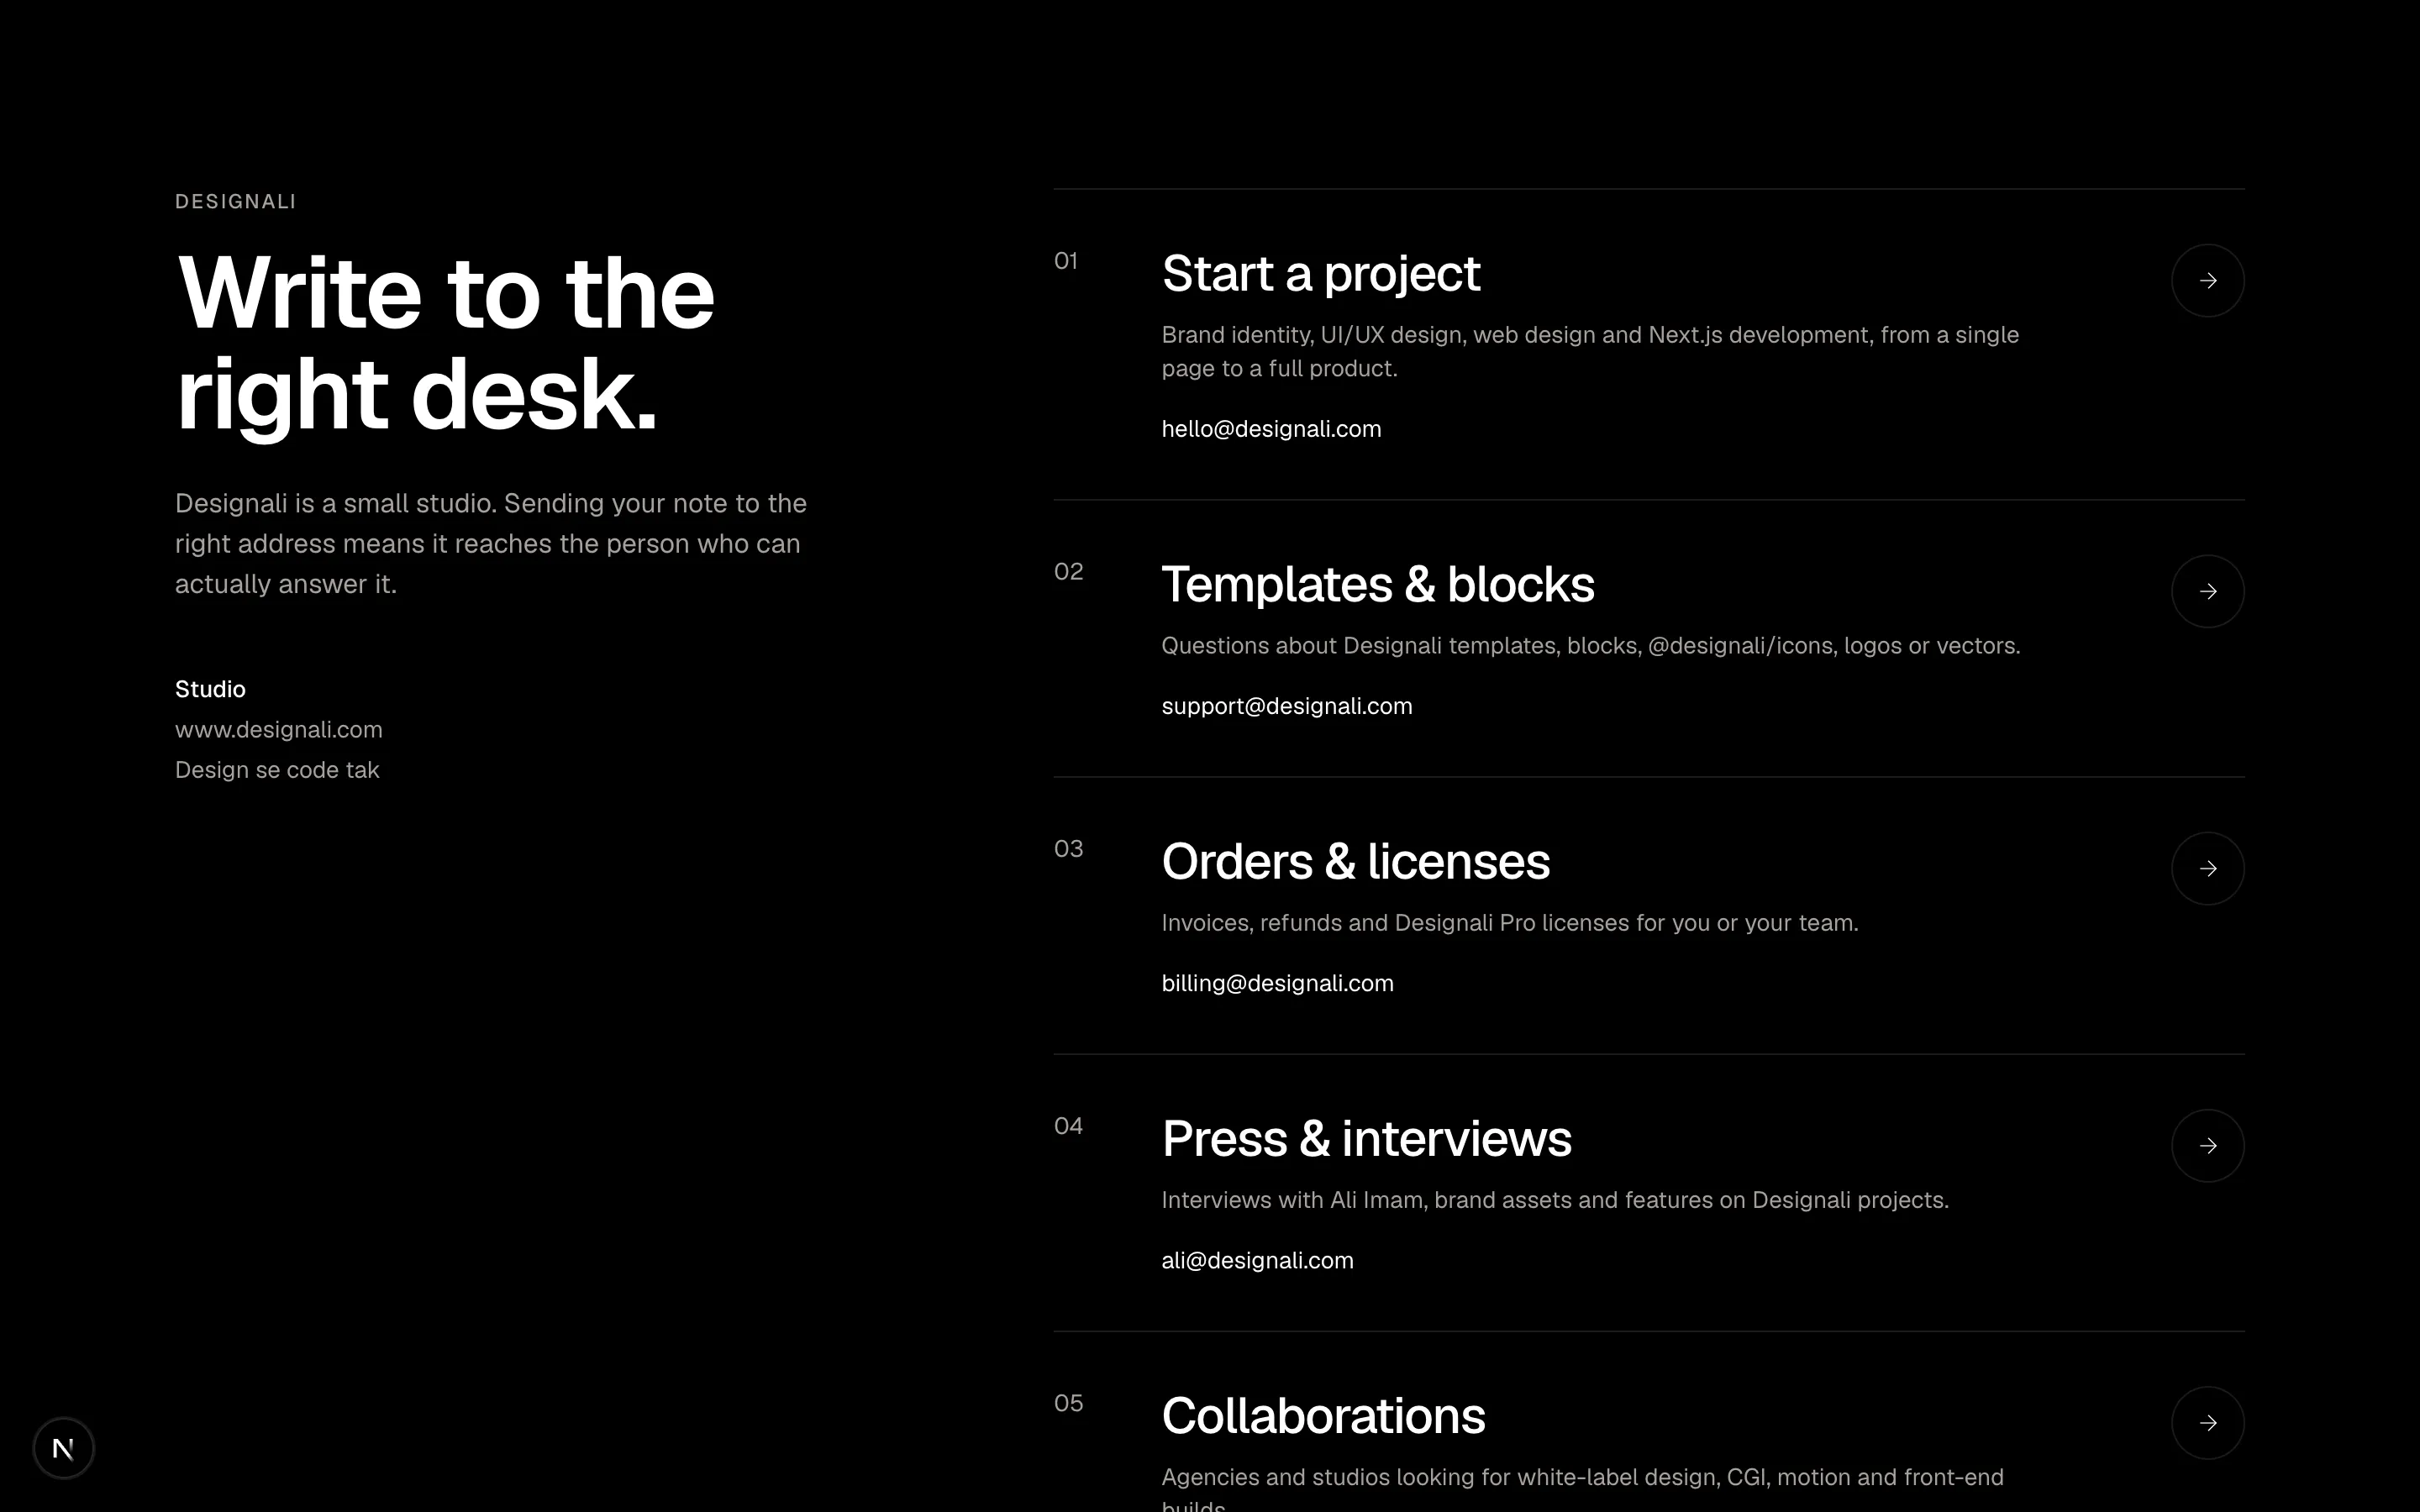 DESIGNALI
Write to the
right desk.
Designali is a small studio. Sending your note to the
right address means it reaches the person who can
actually answer it.
Studio
www.designali.com
Design se code tak
01
Start a project
Brand identity, UI/UX design, web design and Next.js development, from a single
page to a full product.
hello@designali.com
02
Templates & blocks
Questions about Designali templates, blocks, @designali/icons, logos or vectors.
support@designali.com
03
Orders & licenses
Invoices, refunds and Designali Pro licenses for you or your team.
billing@designali.com
04
Press & interviews
Interviews with Ali Imam, brand assets and features on Designali projects.
ali@designali.com
05
Collaborations
Agencies and studios looking for white-label design, CGI, motion and front-end
builds.
N